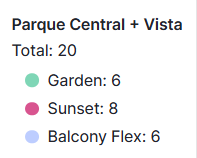 Parque Central + Vista
Total: 20
Garden: 6
Sunset: 8
Balcony Flex: 6